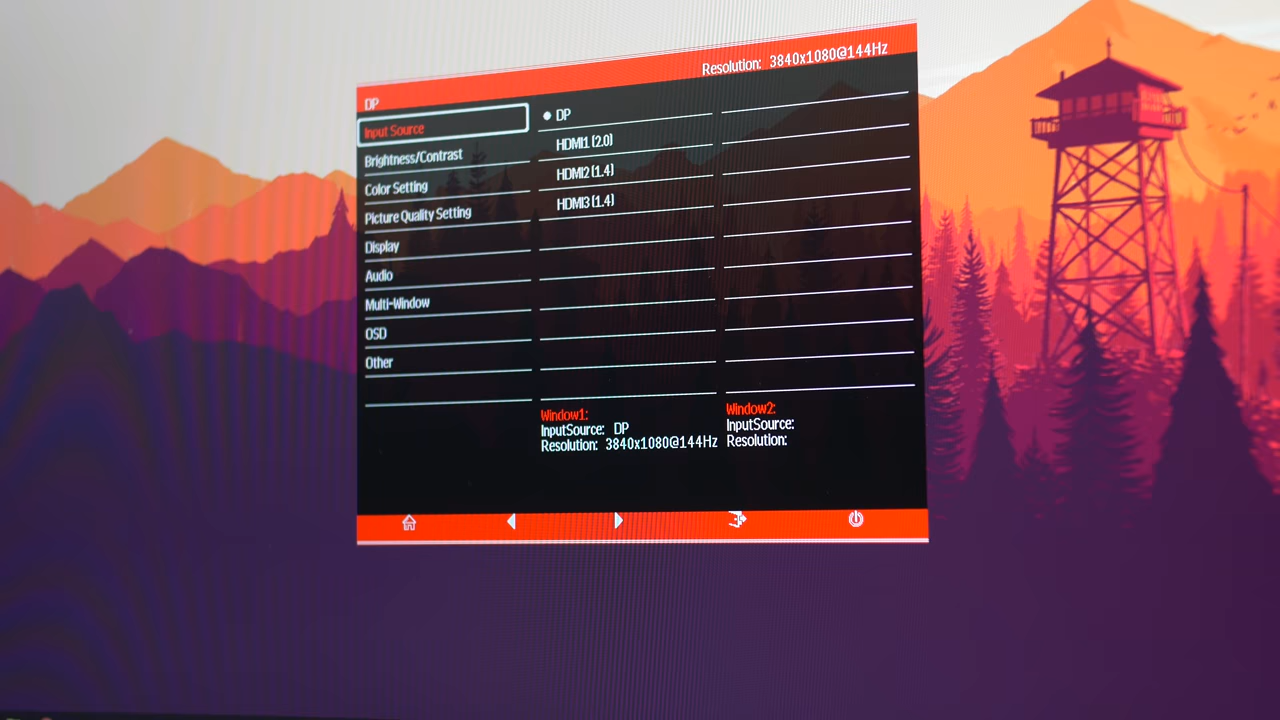 Resolution: 3840x1080@144Hz
DP
Input Source
Brightness/Contrast
Color Setting
Picture Quality Setting
Display
Audio
Multi-Window
OSD
Other
DP
HDMI1 (2.0)
HDMI2 (1.4)
HDMI3 (1.4)
Window1:
InputSource: DP
Resolution: 3840x1080@144Hz
Window2:
InputSource:
Resolution: